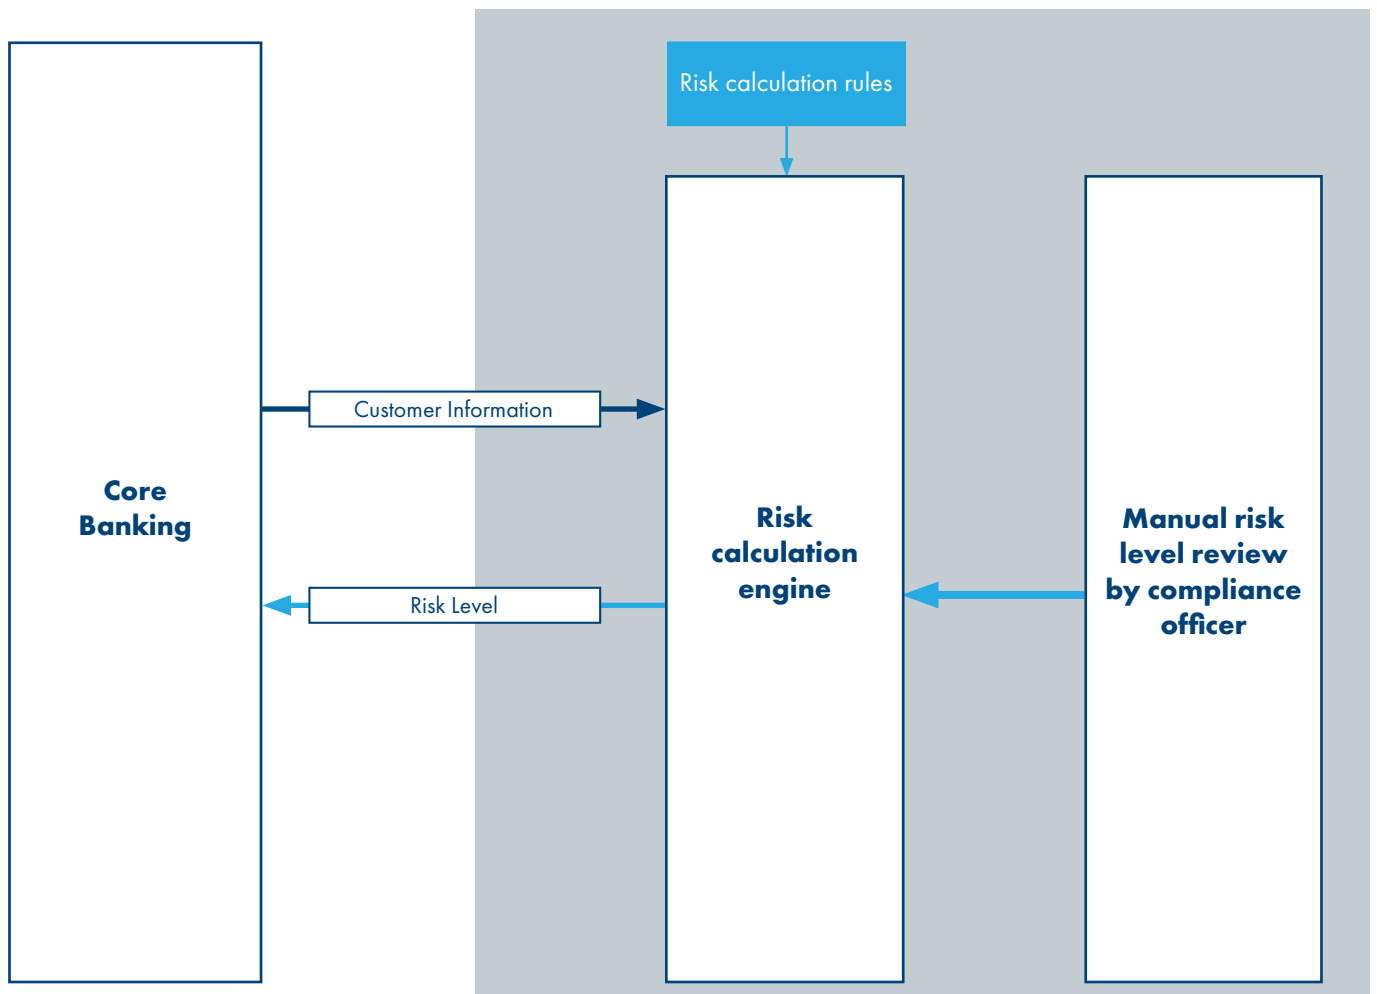 Risk calculation rules
Customer Information
Core
Banking
Risk Level
Risk
calculation
engine
Manual risk
level review
by compliance
officer